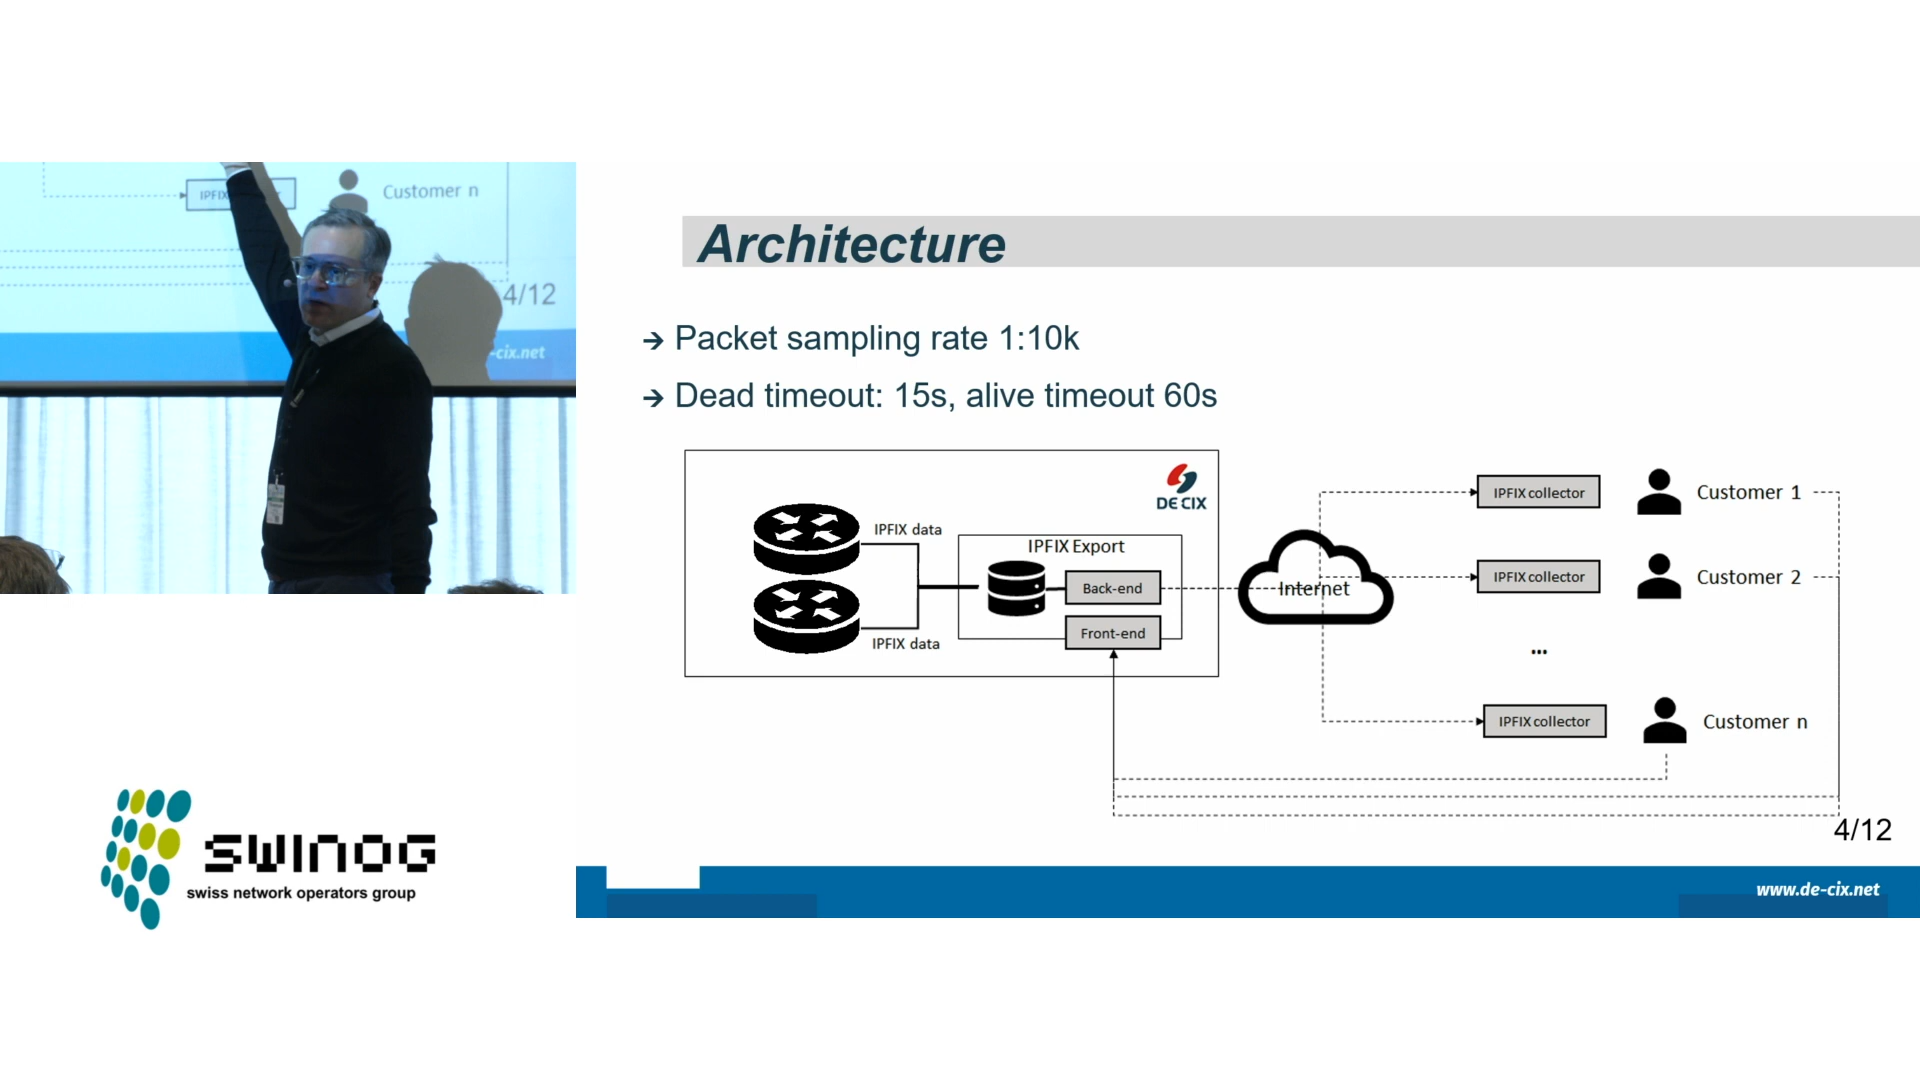 IPFIX
Customer n
4/12
-cix.net
Architecture
→ Packet sampling rate 1:10k
→ Dead timeout: 15s, alive timeout 60s
DE CIX
IPFIX data
IPFIX Export
Back-end
Front-end
IPFIX data
Internet
IPFIX collector
Customer 1
IPFIX collector
Customer 2
...
IPFIX collector
Customer n
4/12
www.de-cix.net
SWINOG
swiss network operators group